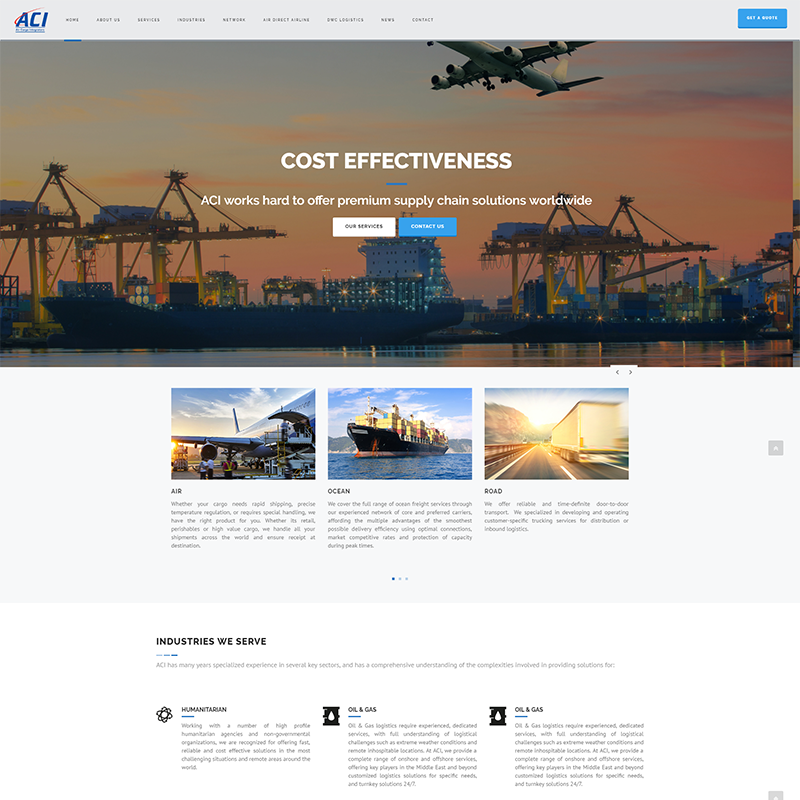 ACI
HOME ABOUT US SERVICES INDUSTRIES NETWORK AIR DIRECT AIRLINE DWC LOGISTICS NEWS CONTACT
GET A QUOTE
COST EFFECTIVENESS
ACI works hard to offer premium supply chain solutions worldwide
OUR SERVICES
CONTACT US
AIR
Whether your cargo needs rapid shipping, precise
temperature regulation, or requires special handling, we
have the right product for you. Whether its retail,
perishables or high value cargo, we handle all your
shipments across the world and ensure receipt at
destination.
OCEAN
We cover the full range of ocean freight services through
our experienced network of core and preferred carriers,
affording the multiple advantages of the smoothest
possible delivery efficiency using optimal connections,
market competitive rates and protection of capacity
during peak times.
ROAD
We offer reliable and time-definite door-to-door
transport. We specialized in developing and operating
customer-specific trucking services for distribution or
inbound logistics.
INDUSTRIES WE SERVE
ACI has many years specialized experience in several key sectors, and has a comprehensive understanding of the complexities involved in providing solutions for:
HUMANITARIAN
Working with a number of high profile
humanitarian agencies and non-governmental
organizations, we are recognized for offering fast,
reliable and cost effective solutions in the most
challenging situations and remote areas around the
world.
OIL & GAS
Oil & Gas logistics require experienced, dedicated
services, with full understanding of logistical
challenges such as extreme weather conditions and
remote inhospitable locations. At ACI, we provide a
complete range of onshore and offshore services,
offering key players in the Middle East and beyond
customized logistics solutions for specific needs,
and turnkey solutions 24/7.
OIL & GAS
Oil & Gas logistics require experienced, dedicated
services, with full understanding of logistical
challenges such as extreme weather conditions and
remote inhospitable locations. At ACI, we provide a
complete range of onshore and offshore services,
offering key players in the Middle East and beyond
customized logistics solutions for specific needs,
and turnkey solutions 24/7.